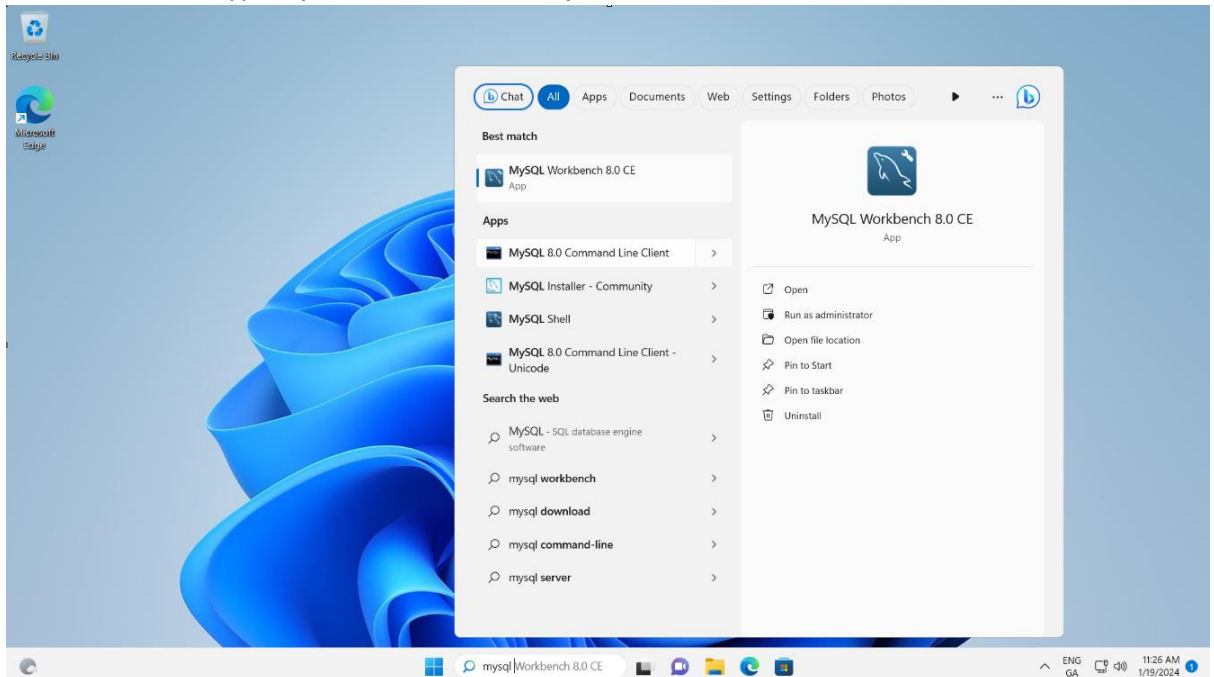 Recycle Bin
Microsoft
Edge
Chat All Apps Documents Web Settings Folders Photos ...
Best match
MySQL Workbench 8.0 CE
App
Apps
MySQL 8.0 Command Line Client
MySQL Installer - Community
MySQL Shell
MySQL 8.0 Command Line Client -
Unicode
Search the web
MySQL - SQL database engine
software
mysql workbench
mysql download
mysql command-line
mysql server
MySQL Workbench 8.0 CE
App
Open
Run as administrator
Open file location
Pin to Start
Pin to taskbar
Uninstall
mysql Workbench 8.0 CE
ENG
GA
11:26 AM
1/19/2024
1